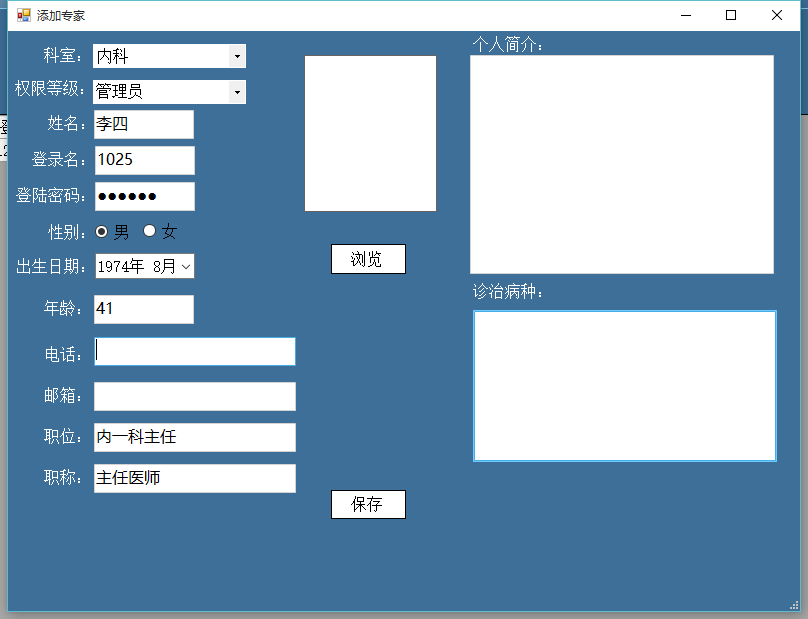 添加专家
科室： 内科
权限等级： 管理员
姓名： 李四
登录名： 1025
登陆密码： ●●●●●●
性别： 男 女
出生日期： 1974年 8月
年龄： 41
电话：
邮箱：
职位： 内一科主任
职称： 主任医师
浏览
保存
个人简介：
诊治病种：